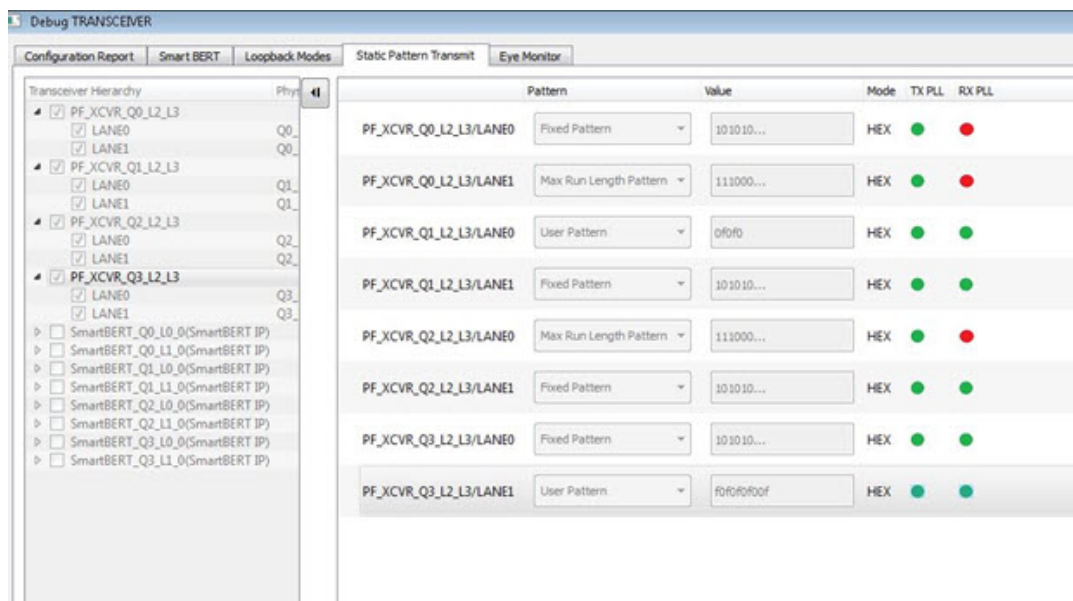 Debug TRANSCEIVER
Configuration Report Smart BERT Loopback Modes Static Pattern Transmit Eye Monitor
Transceiver Hierarchy Phys
PF_XCVR_Q0_L2_L3
LANE0 Q0_
LANE1 Q0_
PF_XCVR_Q1_L2_L3
LANE0 Q1_
LANE1 Q1_
PF_XCVR_Q2_L2_L3
LANE0 Q2_
LANE1 Q2_
PF_XCVR_Q3_L2_L3
LANE0 Q3_
LANE1 Q3_
SmartBERT_Q0_L0_0(SmartBERT IP)
SmartBERT_Q0_L1_0(SmartBERT IP)
SmartBERT_Q1_L0_0(SmartBERT IP)
SmartBERT_Q1_L1_0(SmartBERT IP)
SmartBERT_Q2_L0_0(SmartBERT IP)
SmartBERT_Q2_L1_0(SmartBERT IP)
SmartBERT_Q3_L0_0(SmartBERT IP)
SmartBERT_Q3_L1_0(SmartBERT IP)
Pattern Value Mode TX PLL RX PLL
PF_XCVR_Q0_L2_L3/LANE0 Fixed Pattern 101010... HEX
PF_XCVR_Q0_L2_L3/LANE1 Max Run Length Pattern 111000... HEX
PF_XCVR_Q1_L2_L3/LANE0 User Pattern 0f0f0 HEX
PF_XCVR_Q1_L2_L3/LANE1 Fixed Pattern 101010... HEX
PF_XCVR_Q2_L2_L3/LANE0 Max Run Length Pattern 111000... HEX
PF_XCVR_Q2_L2_L3/LANE1 Fixed Pattern 101010... HEX
PF_XCVR_Q3_L2_L3/LANE0 Fixed Pattern 101010... HEX
PF_XCVR_Q3_L2_L3/LANE1 User Pattern f0f0f0f00f HEX